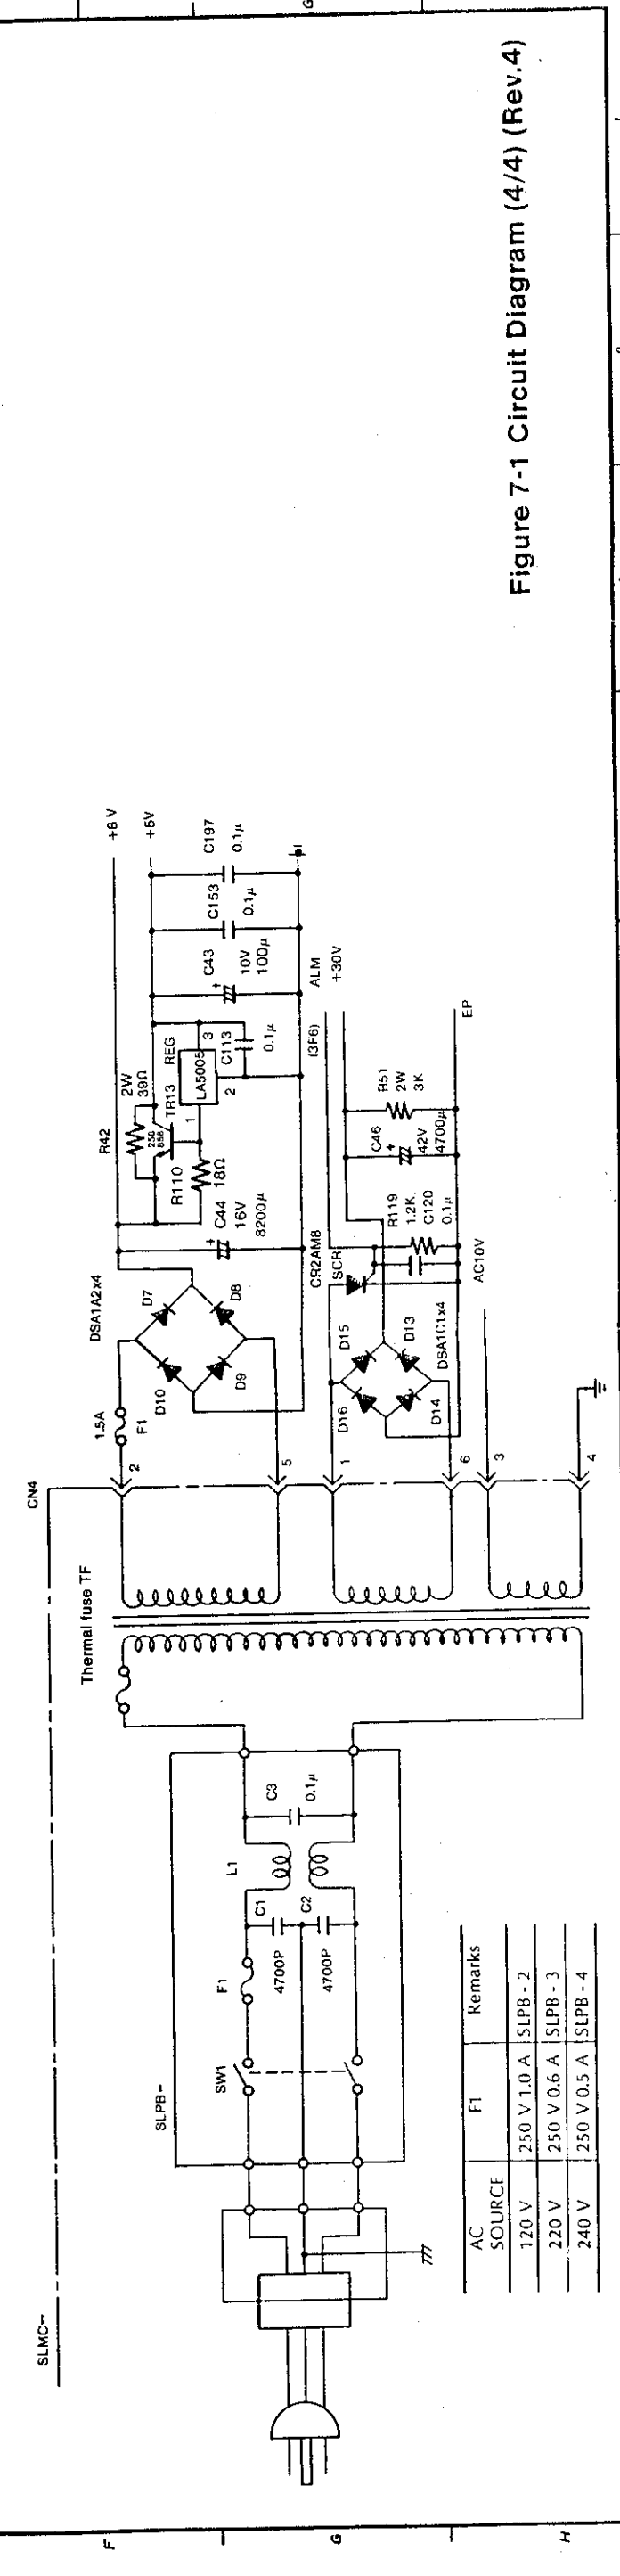 G
Figure 7-1 Circuit Diagram (4/4) (Rev.4)
SLMC-
CN4
Thermal fuse TF
SLPB-
SW1
F1
L1
C1
4700P
C2
4700P
C3
0.1μ
1.5A
F1
2
5
1
6
3
4
DSA1A2x4
D7
D8
D10
D9
C44
16V
8200μ
R110
18Ω
R42
2W
39Ω
258
858
TR13
REG
LA5005
1
2
3
C113
0.1μ
C43
10V
100μ
C153
0.1μ
C197
0.1μ
+8 V
+5V
CR2AM8
SCR
D15
D13
D16
D14
DSA1C1x4
R119
1.2K
C120
0.1μ
C46
42V
4700μ
R51
2W
3K
(3F6)
ALM
+30V
EP
AC10V
AC SOURCE F1 Remarks
120 V 250 V 1.0 A SLPB - 2
220 V 250 V 0.6 A SLPB - 3
240 V 250 V 0.5 A SLPB - 4
F
G
H